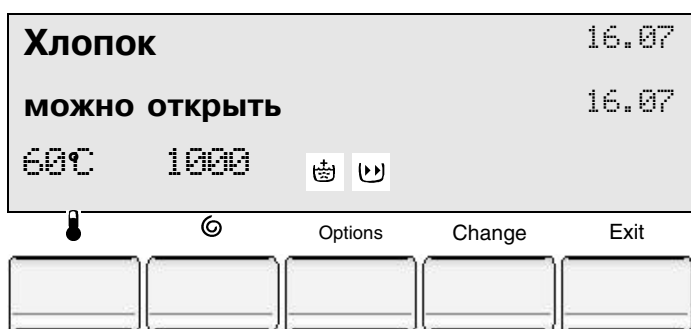 Хлопок 16.07
можно открыть 16.07
60°C 1000
Options Change Exit